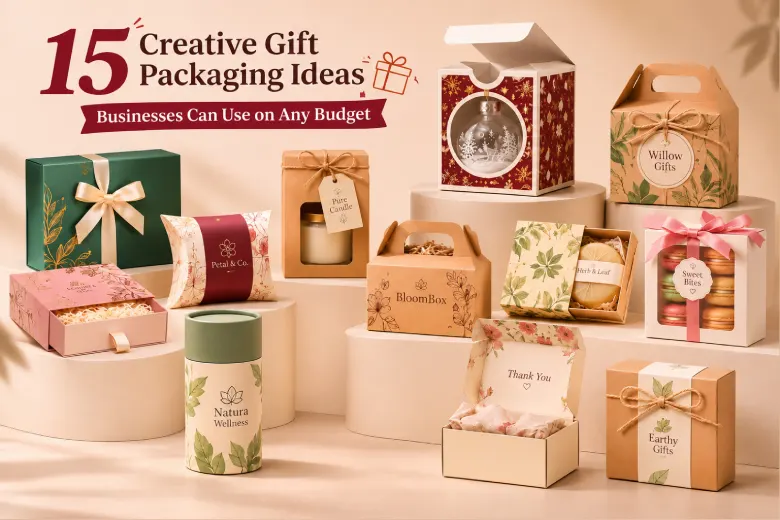 15 Creative Gift
Packaging Ideas
Businesses Can Use on Any Budget
Willow
Gifts
Pure
Candle
Petal & Co.
BloomBox
Herb & Leaf
Sweet
Bites
Thank You
Natura
Wellness
Earthy
Gifts